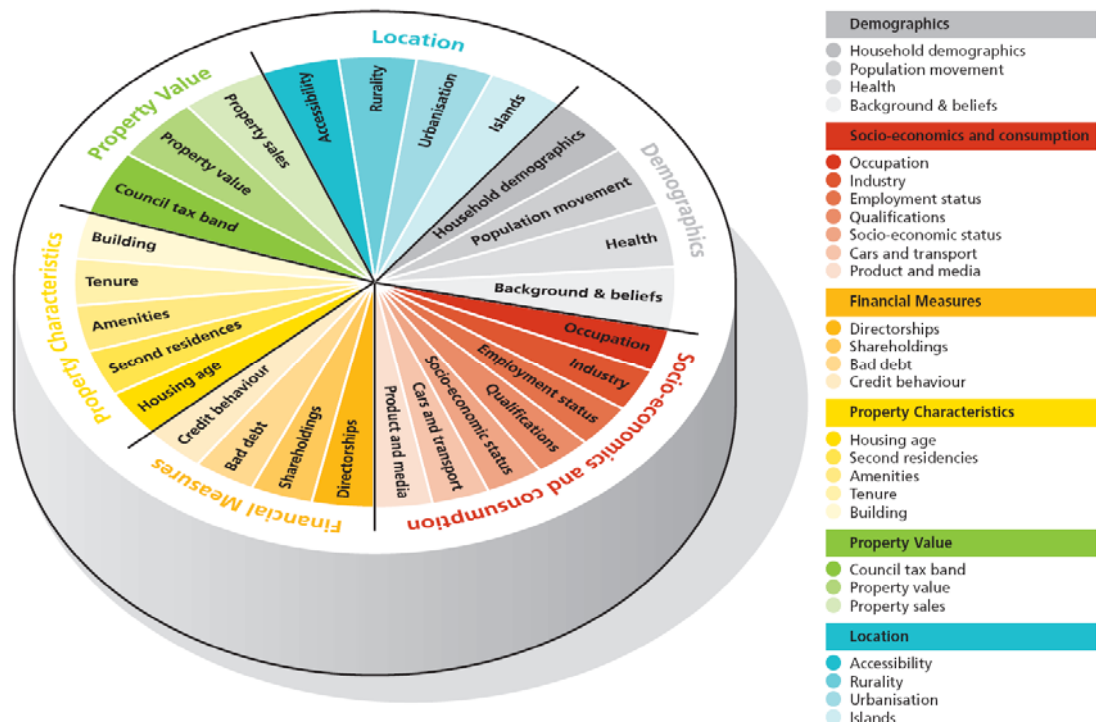 Location
Accessibility
Rurality
Urbanisation
Islands
Demographics
Household demographics
Population movement
Health
Background & beliefs
Socio-economics and consumption
Occupation
Industry
Employment status
Qualifications
Socio-economic status
Cars and transport
Product and media
Financial Measures
Directorships
Shareholdings
Bad debt
Credit behaviour
Property Characteristics
Housing age
Second residences
Amenities
Tenure
Building
Property Value
Council tax band
Property value
Property sales
Demographics
Household demographics
Population movement
Health
Background & beliefs
Socio-economics and consumption
Occupation
Industry
Employment status
Qualifications
Socio-economic status
Cars and transport
Product and media
Financial Measures
Directorships
Shareholdings
Bad debt
Credit behaviour
Property Characteristics
Housing age
Second residencies
Amenities
Tenure
Building
Property Value
Council tax band
Property value
Property sales
Location
Accessibility
Rurality
Urbanisation
Islands